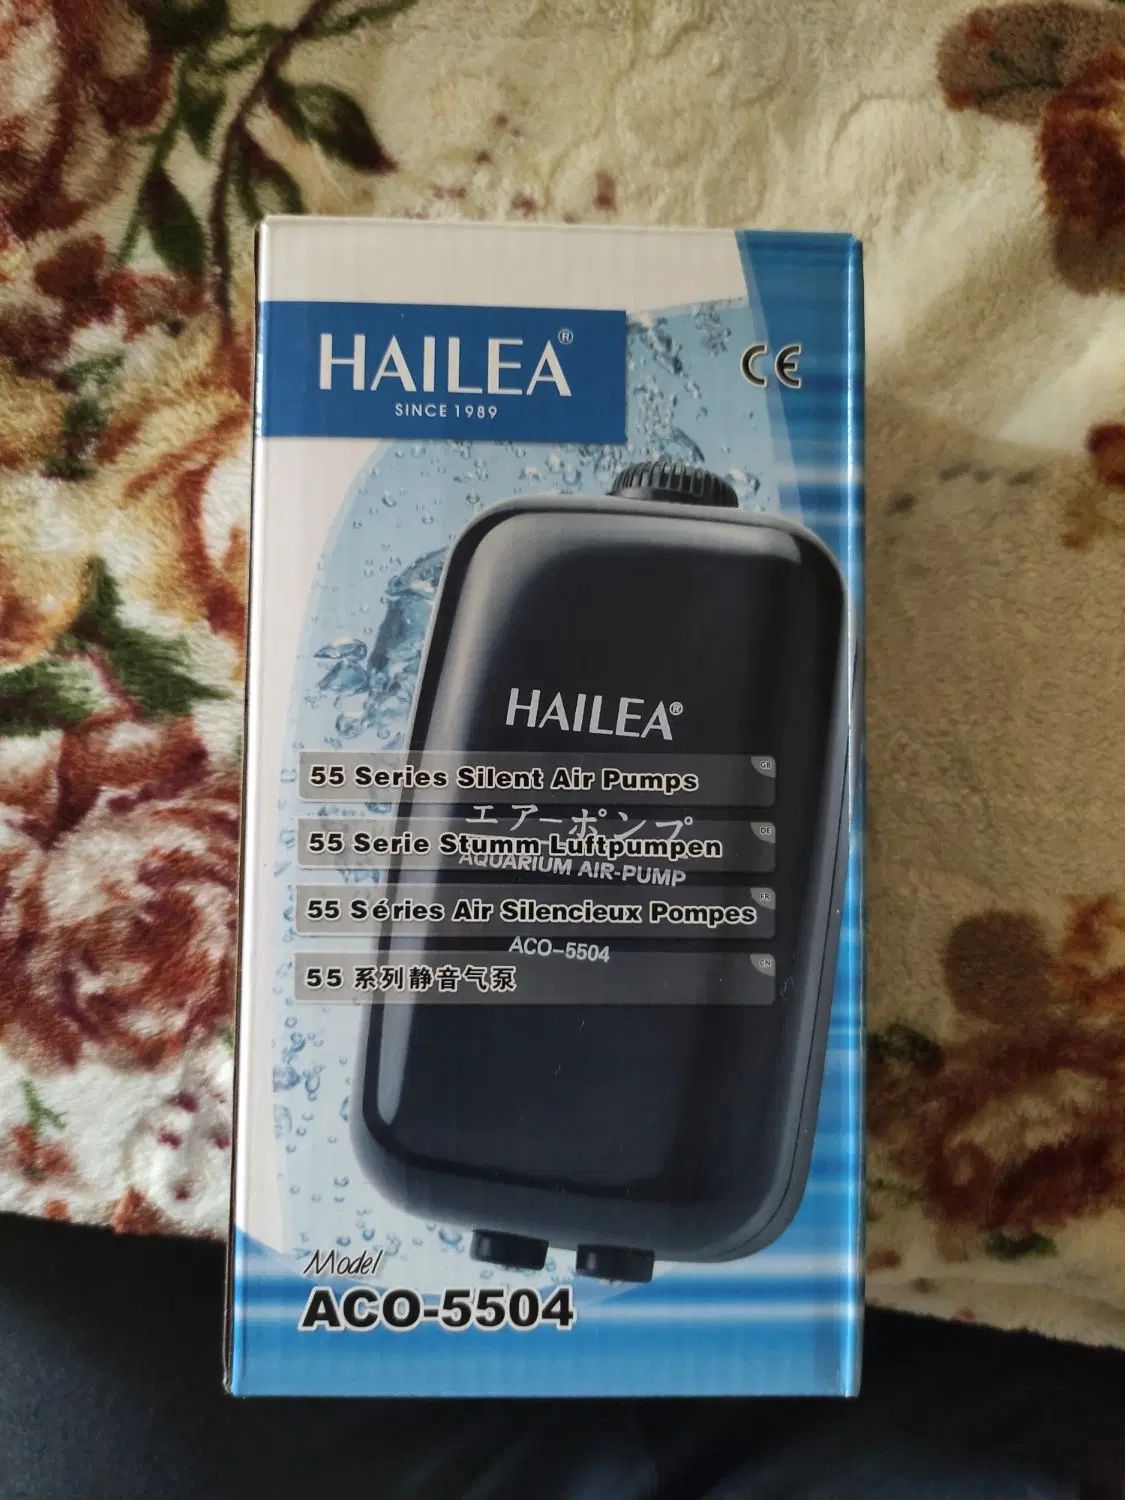 HAILEA®
SINCE 1989
CE
HAILEA®
55 Series Silent Air Pumps
GB
エアーポンプ
55 Serie Stumm Luftpumpen
DE
AQUARIUM AIR-PUMP
55 Séries Air Silencieux Pompes
FR
ACO-5504
55 系列静音气泵
CN
Model
ACO-5504